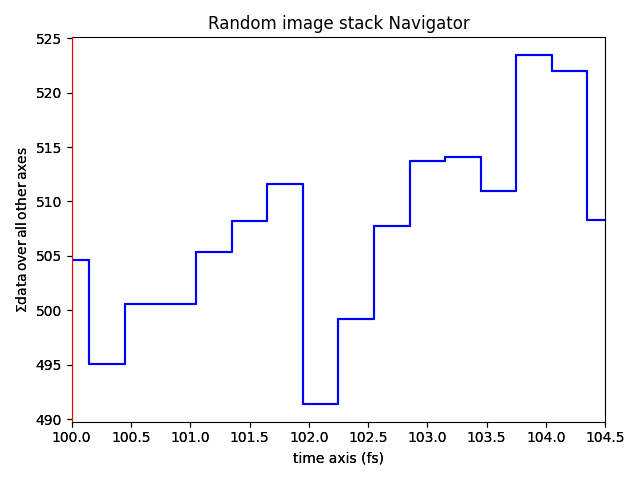 Random image stack Navigator
525
520
515
510
505
500
495
490
Σdata over all other axes
100.0 100.5 101.0 101.5 102.0 102.5 103.0 103.5 104.0 104.5
time axis (fs)